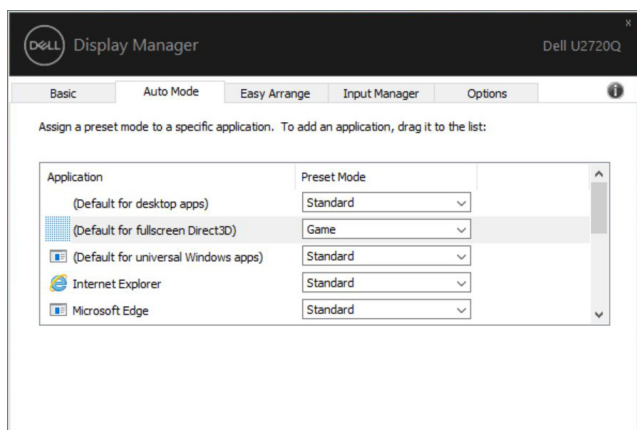 DELL Display Manager
x
Dell U2720Q
Basic Auto Mode Easy Arrange Input Manager Options i
Assign a preset mode to a specific application. To add an application, drag it to the list:
Application Preset Mode
(Default for desktop apps) Standard
(Default for fullscreen Direct3D) Game
(Default for universal Windows apps) Standard
Internet Explorer Standard
Microsoft Edge Standard